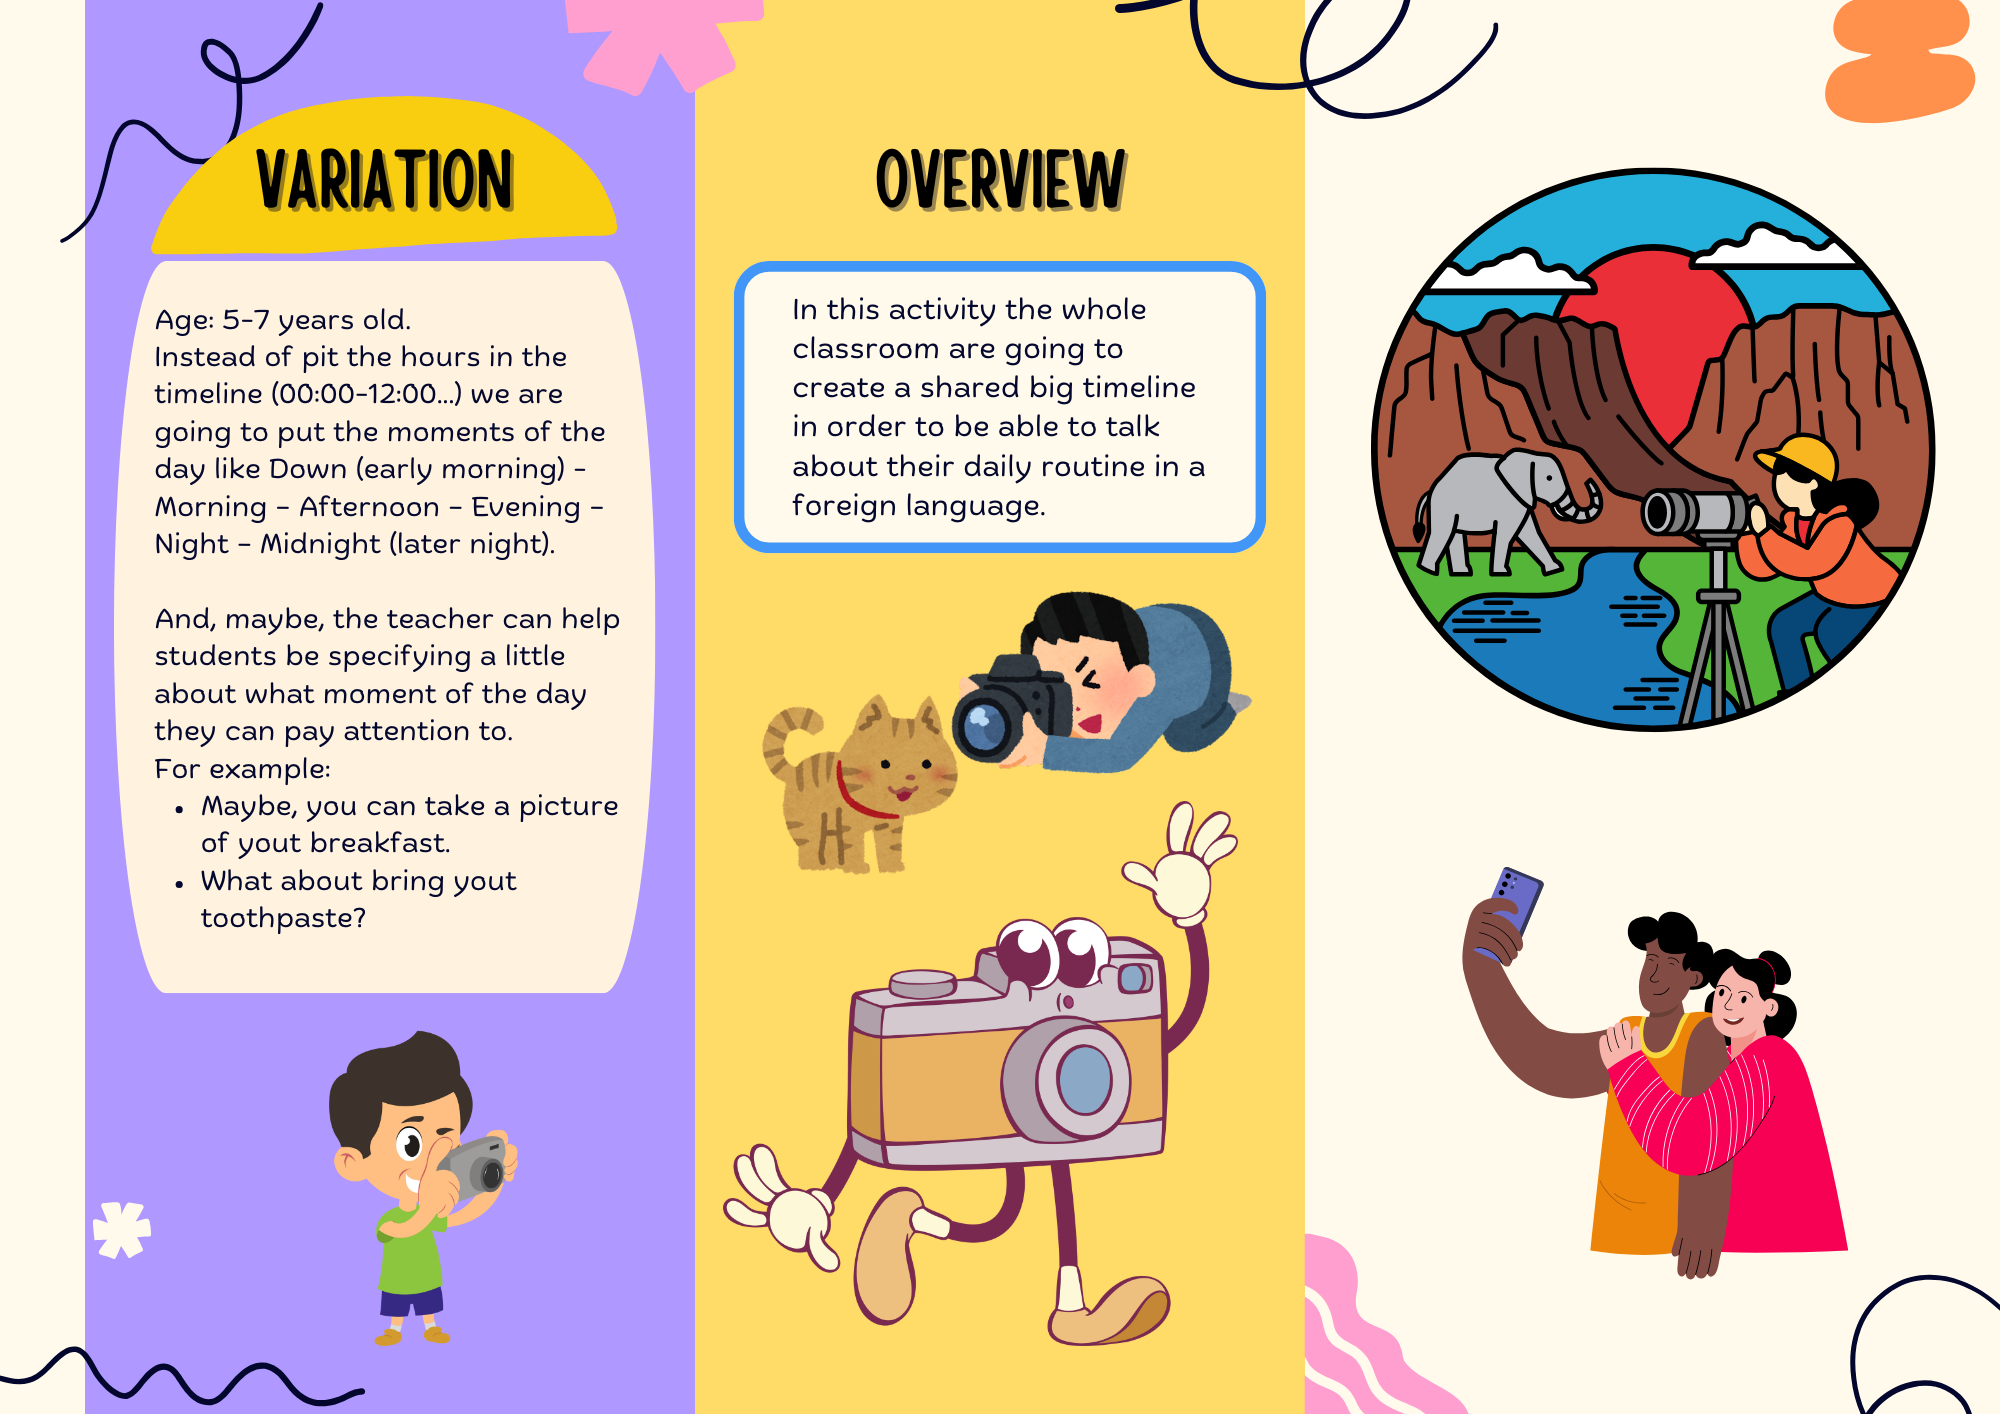 VARIATION
Age: 5-7 years old.
Instead of pit the hours in the
timeline (00:00-12:00...) we are
going to put the moments of the
day like Down (early morning) -
Morning - Afternoon - Evening -
Night - Midnight (later night).
And, maybe, the teacher can help
students be specifying a little
about what moment of the day
they can pay attention to.
For example:
• Maybe, you can take a picture
of yout breakfast.
• What about bring yout
toothpaste?
OVERVIEW
In this activity the whole
classroom are going to
create a shared big timeline
in order to be able to talk
about their daily routine in a
foreign language.